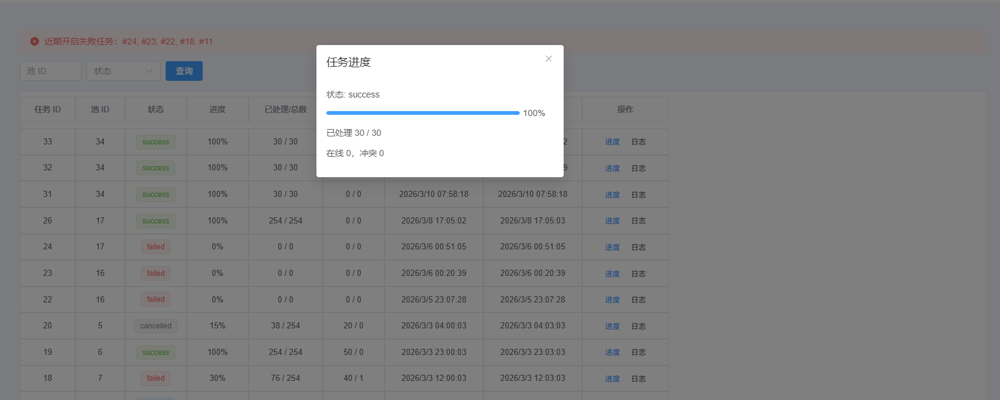 近期开启失败任务：#24, #23, #22, #18, #11
池 ID 状态 查询
任务进度
状态: success
100%
已处理 30 / 30
在线 0，冲突 0
任务 ID 池 ID 状态 进度 已处理/总数 操作
33 34 success 100% 30 / 30 2 进度 日志
32 34 success 100% 30 / 30 9 进度 日志
31 34 success 100% 30 / 30 0 / 0 2026/3/10 07:58:18 2026/3/10 07:58:18 进度 日志
26 17 success 100% 254 / 254 0 / 0 2026/3/8 17:05:02 2026/3/8 17:05:03 进度 日志
24 17 failed 0% 0 / 0 0 / 0 2026/3/6 00:51:05 2026/3/6 00:51:05 进度 日志
23 16 failed 0% 0 / 0 0 / 0 2026/3/6 00:20:39 2026/3/6 00:20:39 进度 日志
22 16 failed 0% 0 / 0 0 / 0 2026/3/5 23:07:28 2026/3/5 23:07:28 进度 日志
20 5 cancelled 15% 38 / 254 20 / 0 2026/3/3 04:00:03 2026/3/3 04:03:03 进度 日志
19 6 success 100% 254 / 254 50 / 0 2026/3/3 23:00:03 2026/3/3 23:03:03 进度 日志
18 7 failed 30% 76 / 254 40 / 1 2026/3/3 12:00:03 2026/3/3 12:03:03 进度 日志